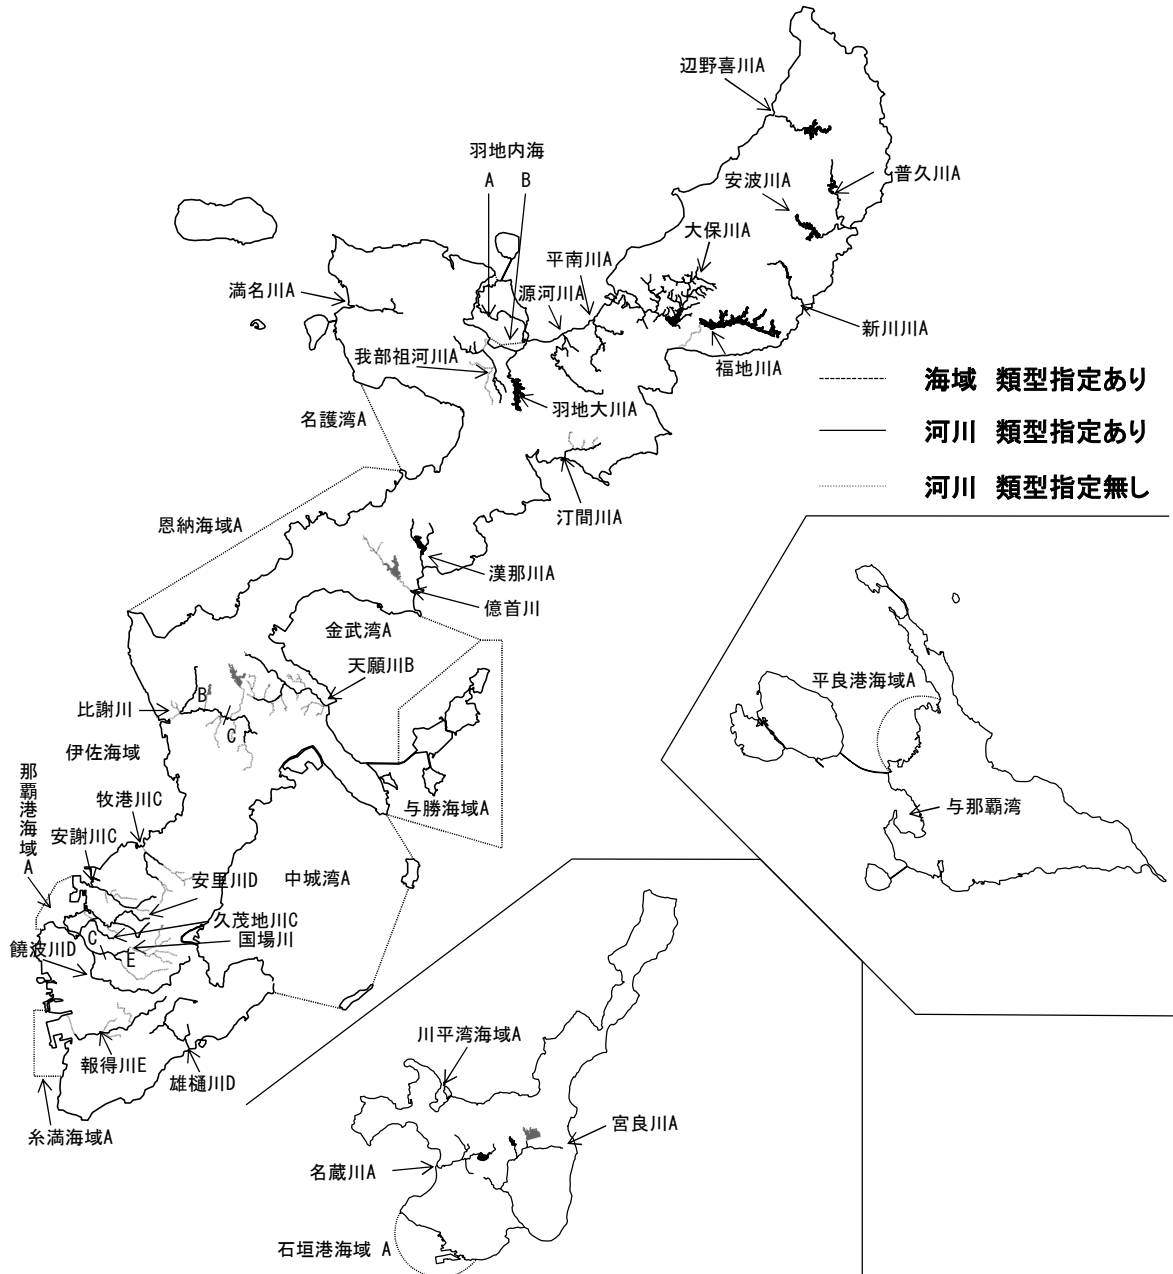 辺野喜川A
羽地内海
A B
安波川A
普久川A
大保川A
平南川A
満名川A
源河川A
新川川A
我部祖河川A
福地川A
海域 類型指定あり
羽地大川A
名護湾A
河川 類型指定あり
河川 類型指定無し
汀間川A
恩納海域A
漢那川A
億首川
金武湾A
天願川B
平良港海域A
B
比謝川
C
伊佐海域
那覇港海域A
牧港川C
与勝海域A
与那覇湾
安謝川C
安里川D
中城湾A
久茂地川C
C
国場川
饒波川D
E
川平湾海域A
報得川E
雄樋川D
宮良川A
糸満海域A
名蔵川A
石垣港海域 A